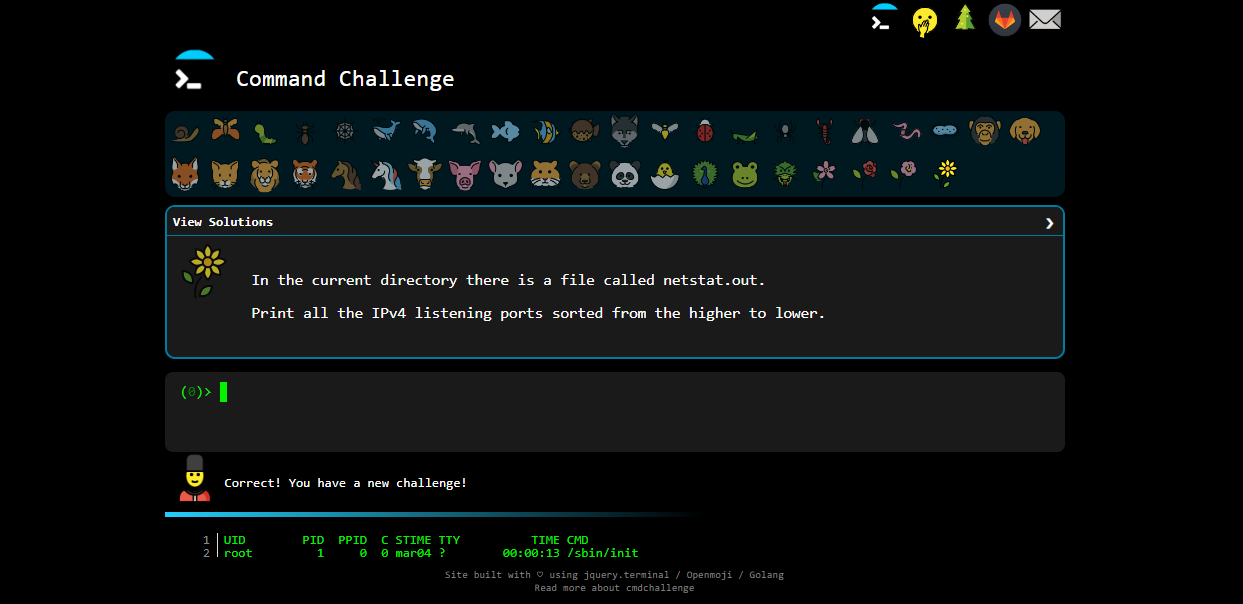 Command Challenge
View Solutions
In the current directory there is a file called netstat.out.
Print all the IPv4 listening ports sorted from the higher to lower.
(0)>
Correct! You have a new challenge!
1 UID        PID  PPID  C STIME TTY          TIME CMD
2 root         1     0  0 mar04 ?        00:00:13 /sbin/init
Site built with ♡ using jquery.terminal / Openmoji / Golang
Read more about cmdchallenge